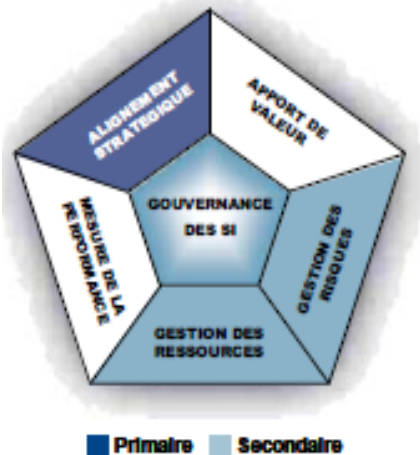 ALIGNEMENT
STRATEGIQUE
APPORT DE
VALEUR
MESURE DE LA
PERFORMANCE
GOUVERNANCE
DES SI
GESTION DES
RISQUES
GESTION DES
RESSOURCES
Primaire Secondaire